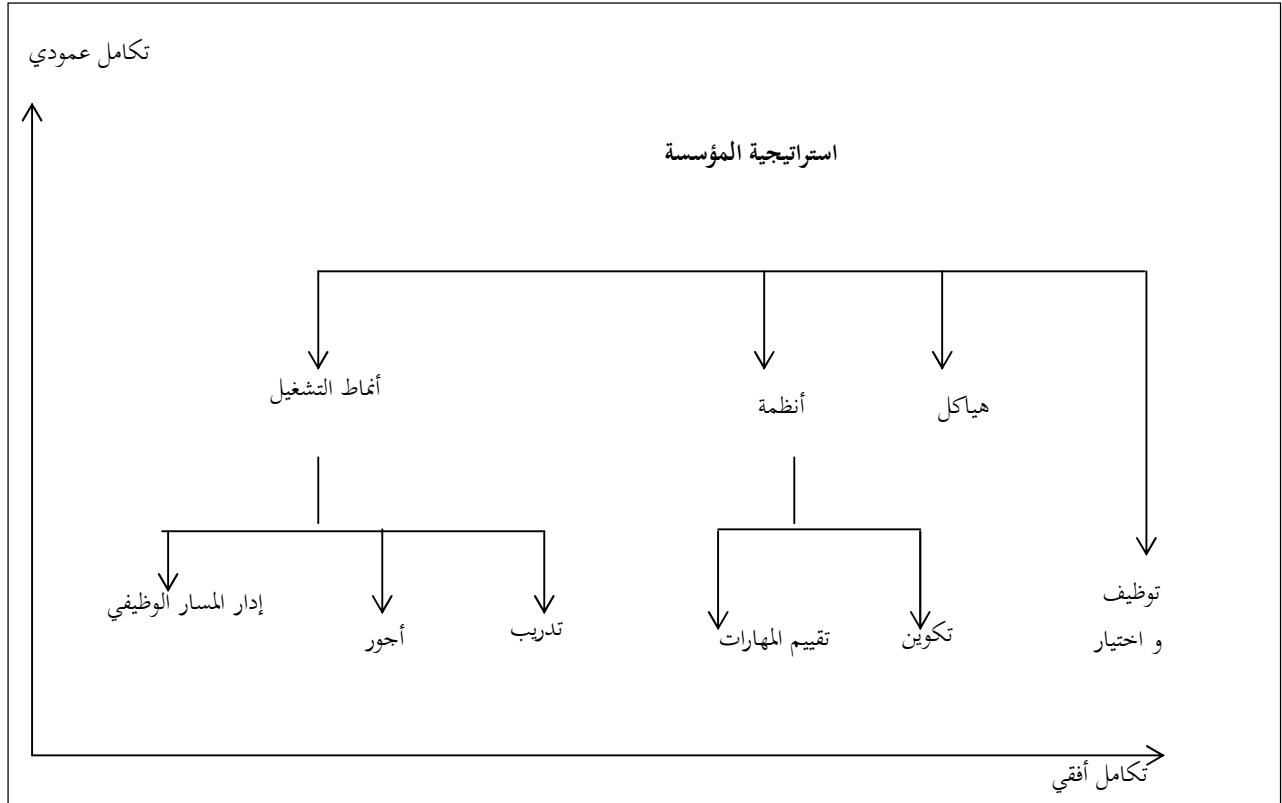 تكامل عمودي
استراتيجية المؤسسة
هياكل
أنظمة
أنماط التشغيل
توظيف
و اختيار
تكوين
تقييم المهارات
تدريب
أجور
إدار المسار الوظيفي
تكامل أفقي